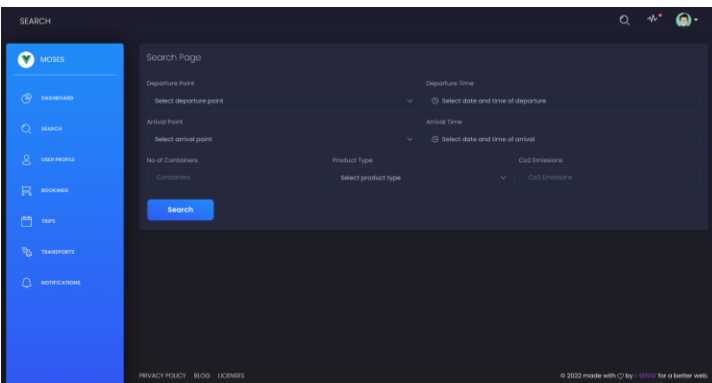 SEARCH
MOSES
DASHBOARD
SEARCH
USER PROFILE
BOOKINGS
TRIPS
TRANSPORTS
NOTIFICATIONS
Search Page
Departure Point
Departure Time
Select departure point
Select date and time of departure
Arrival Point
Arrival Time
Select arrival point
Select date and time of arrival
No of Containers
Product Type
Co2 Emissions
Containers
Select product type
Co2 Emissions
Search
PRIVACY POLICY BLOG LICENSES
© 2022 made with ♡ by i-SENSE for a better web.